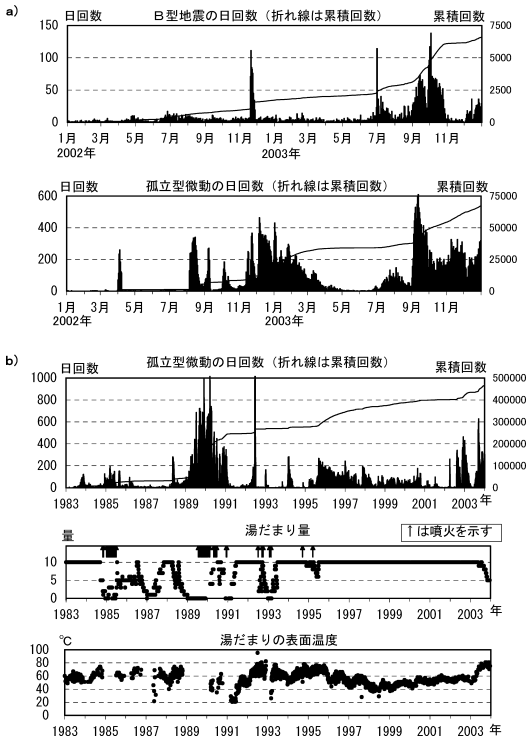 a)
日回数 B型地震の日回数（折れ線は累積回数） 累積回数
150 7500
100 5000
50 2500
0 0
1月 3月 5月 7月 9月 11月 1月 3月 5月 7月 9月 11月
2002年 2003年
日回数 孤立型微動の日回数（折れ線は累積回数） 累積回数
600 75000
400 50000
200 25000
0 0
1月 3月 5月 7月 9月 11月 1月 3月 5月 7月 9月 11月
2002年 2003年
b)
日回数 孤立型微動の日回数（折れ線は累積回数） 累積回数
1000 500000
800 400000
600 300000
400 200000
200 100000
0 0
1983 1985 1987 1989 1991 1993 1995 1997 1999 2001 2003 年
量 湯だまり量 ↑は噴火を示す
10
5
0
1983 1985 1987 1989 1991 1993 1995 1997 1999 2001 2003 年
℃ 湯だまりの表面温度
100
80
60
40
20
0
1983 1985 1987 1989 1991 1993 1995 1997 1999 2001 2003 年